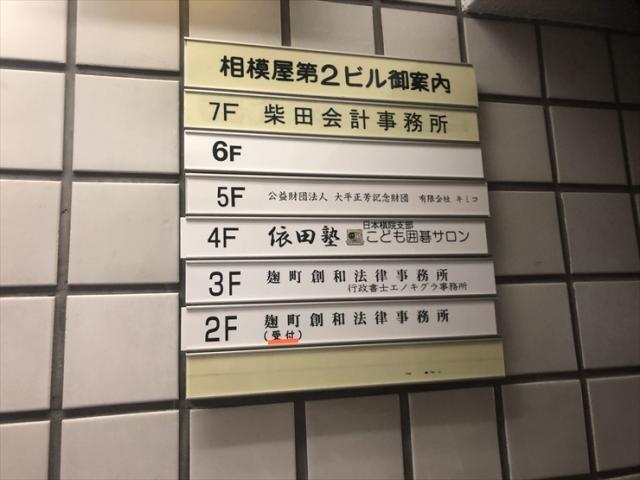 相模屋第2ビル御案内
7F 柴田会計事務所
6F
5F 公益財団法人 大平正芳記念財団 有限会社 キミコ
4F 依田塾 日本棋院支部
こども囲碁サロン
3F 麹町創和法律事務所
行政書士エノキグラ事務所
2F 麹町創和法律事務所
(受付)